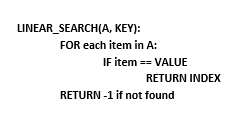 LINEAR_SEARCH(A, KEY):
FOR each item in A:
IF item == VALUE
RETURN INDEX
RETURN -1 if not found